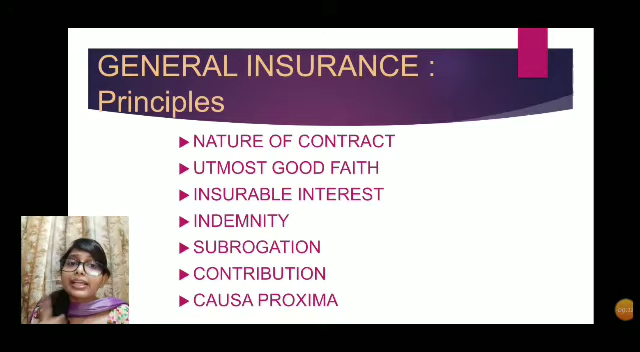 GENERAL INSURANCE :
Principles
NATURE OF CONTRACT
UTMOST GOOD FAITH
INSURABLE INTEREST
INDEMNITY
SUBROGATION
CONTRIBUTION
CAUSA PROXIMA